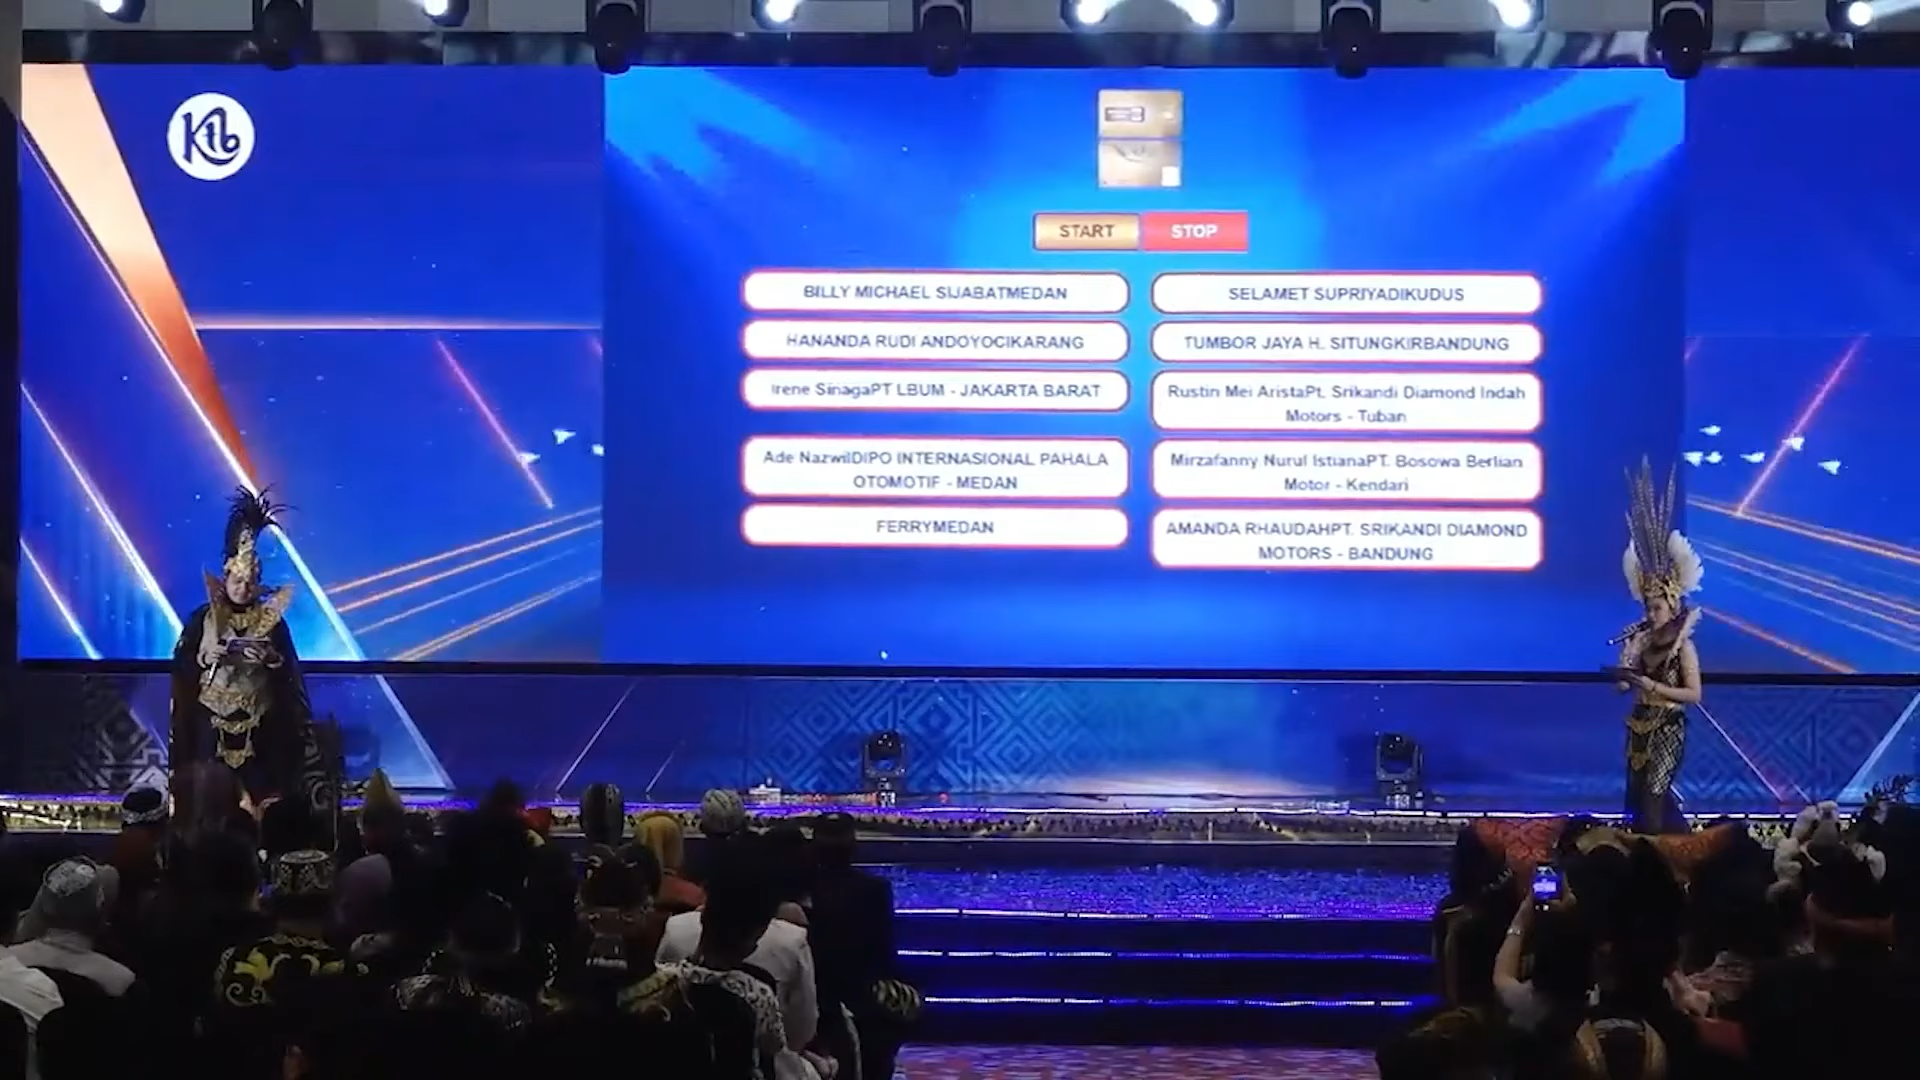 Ktb
START STOP
BILLY MICHAEL SIJABATMEDAN
HANANDA RUDI ANDOYOCIKARANG
Irene SinagaPT LBUM - JAKARTA BARAT
Ade NazwilDIPO INTERNASIONAL PAHALA
OTOMOTIF - MEDAN
FERRYMEDAN
SELAMET SUPRIYADIKUDUS
TUMBOR JAYA H. SITUNGKIRBANDUNG
Rustin Mei AristaPt. Srikandi Diamond Indah
Motors - Tuban
Mirzafanny Nurul IstianaPT. Bosowa Berlian
Motor - Kendari
AMANDA RHAUDAHPT. SRIKANDI DIAMOND
MOTORS - BANDUNG